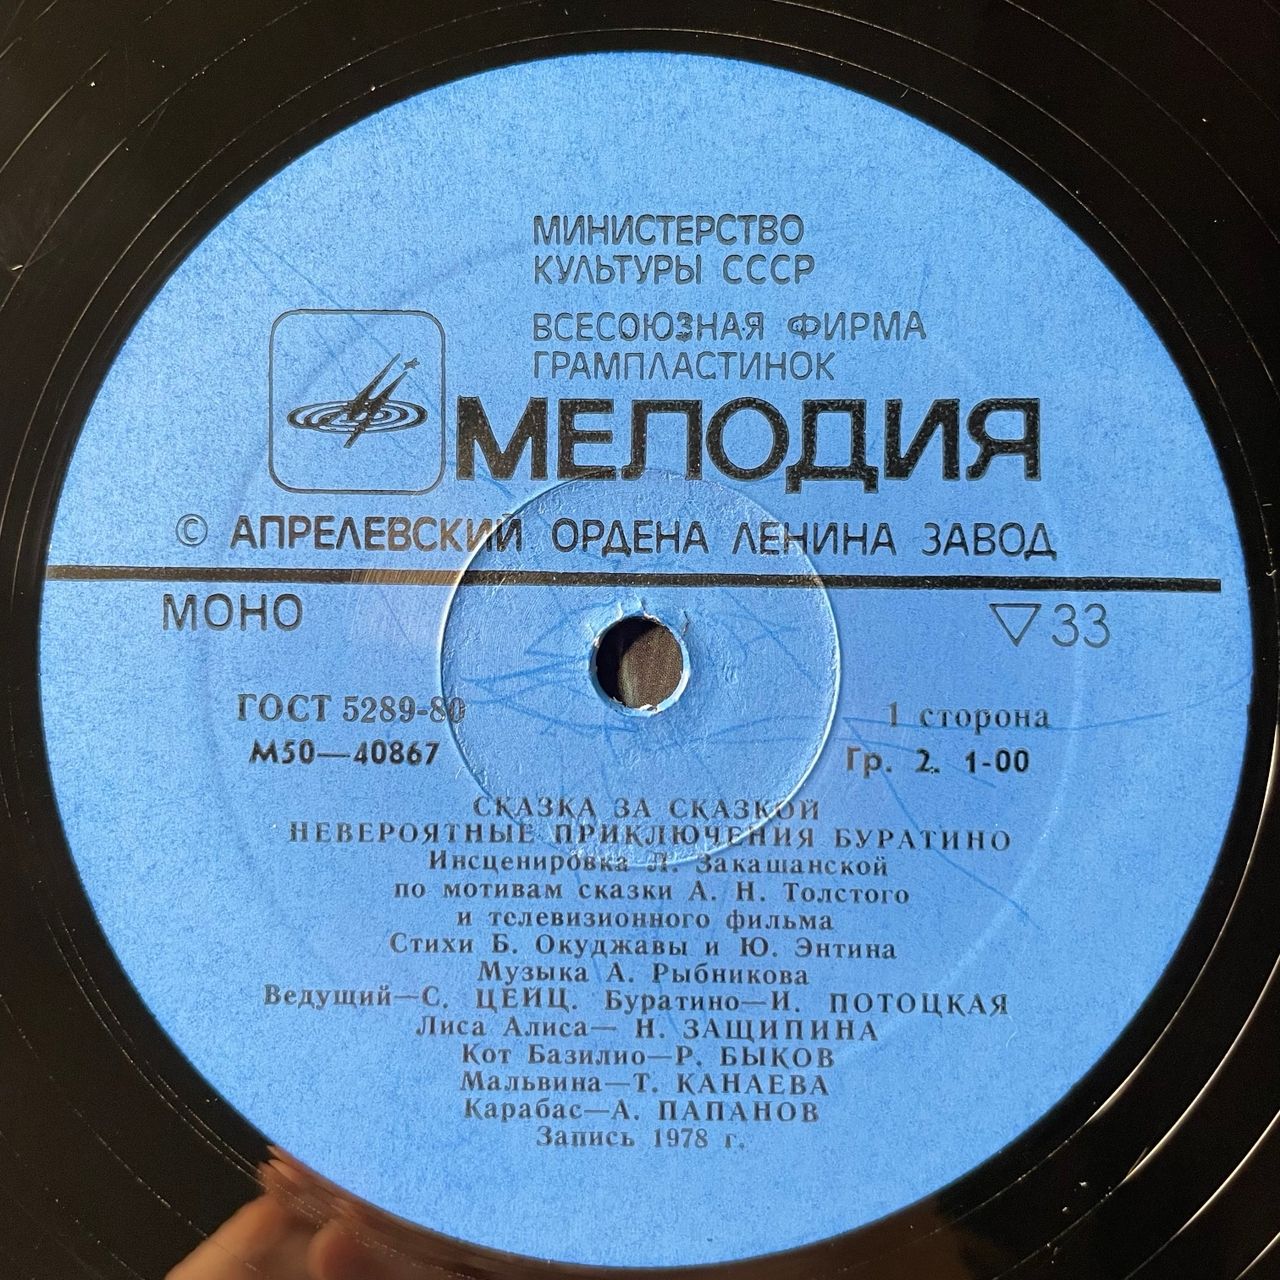 МИНИСТЕРСТВО
КУЛЬТУРЫ СССР
ВСЕСОЮЗНАЯ ФИРМА
ГРАМПЛАСТИНОК
МЕЛОДИЯ
© АПРЕЛЕВСКИЙ ОРДЕНА ЛЕНИНА ЗАВОД
МОНО ▽33
ГОСТ 5289-80 1 сторона
М50—40867 Гр. 2. 1-00
СКАЗКА ЗА СКАЗКОЙ
НЕВЕРОЯТНЫЕ ПРИКЛЮЧЕНИЯ БУРАТИНО
Инсценировка Л. Закашанской
по мотивам сказки А. Н. Толстого
и телевизионного фильма
Стихи Б. Окуджавы и Ю. Энтина
Музыка А. Рыбникова
Ведущий—С. ЦЕЙЦ. Буратино—И. ПОТОЦКАЯ
Лиса Алиса— Н. ЗАЩИПИНА
Кот Базилио—Р. БЫКОВ
Мальвина—Т. КАНАЕВА
Карабас—А. ПАПАНОВ
Запись 1978 г.